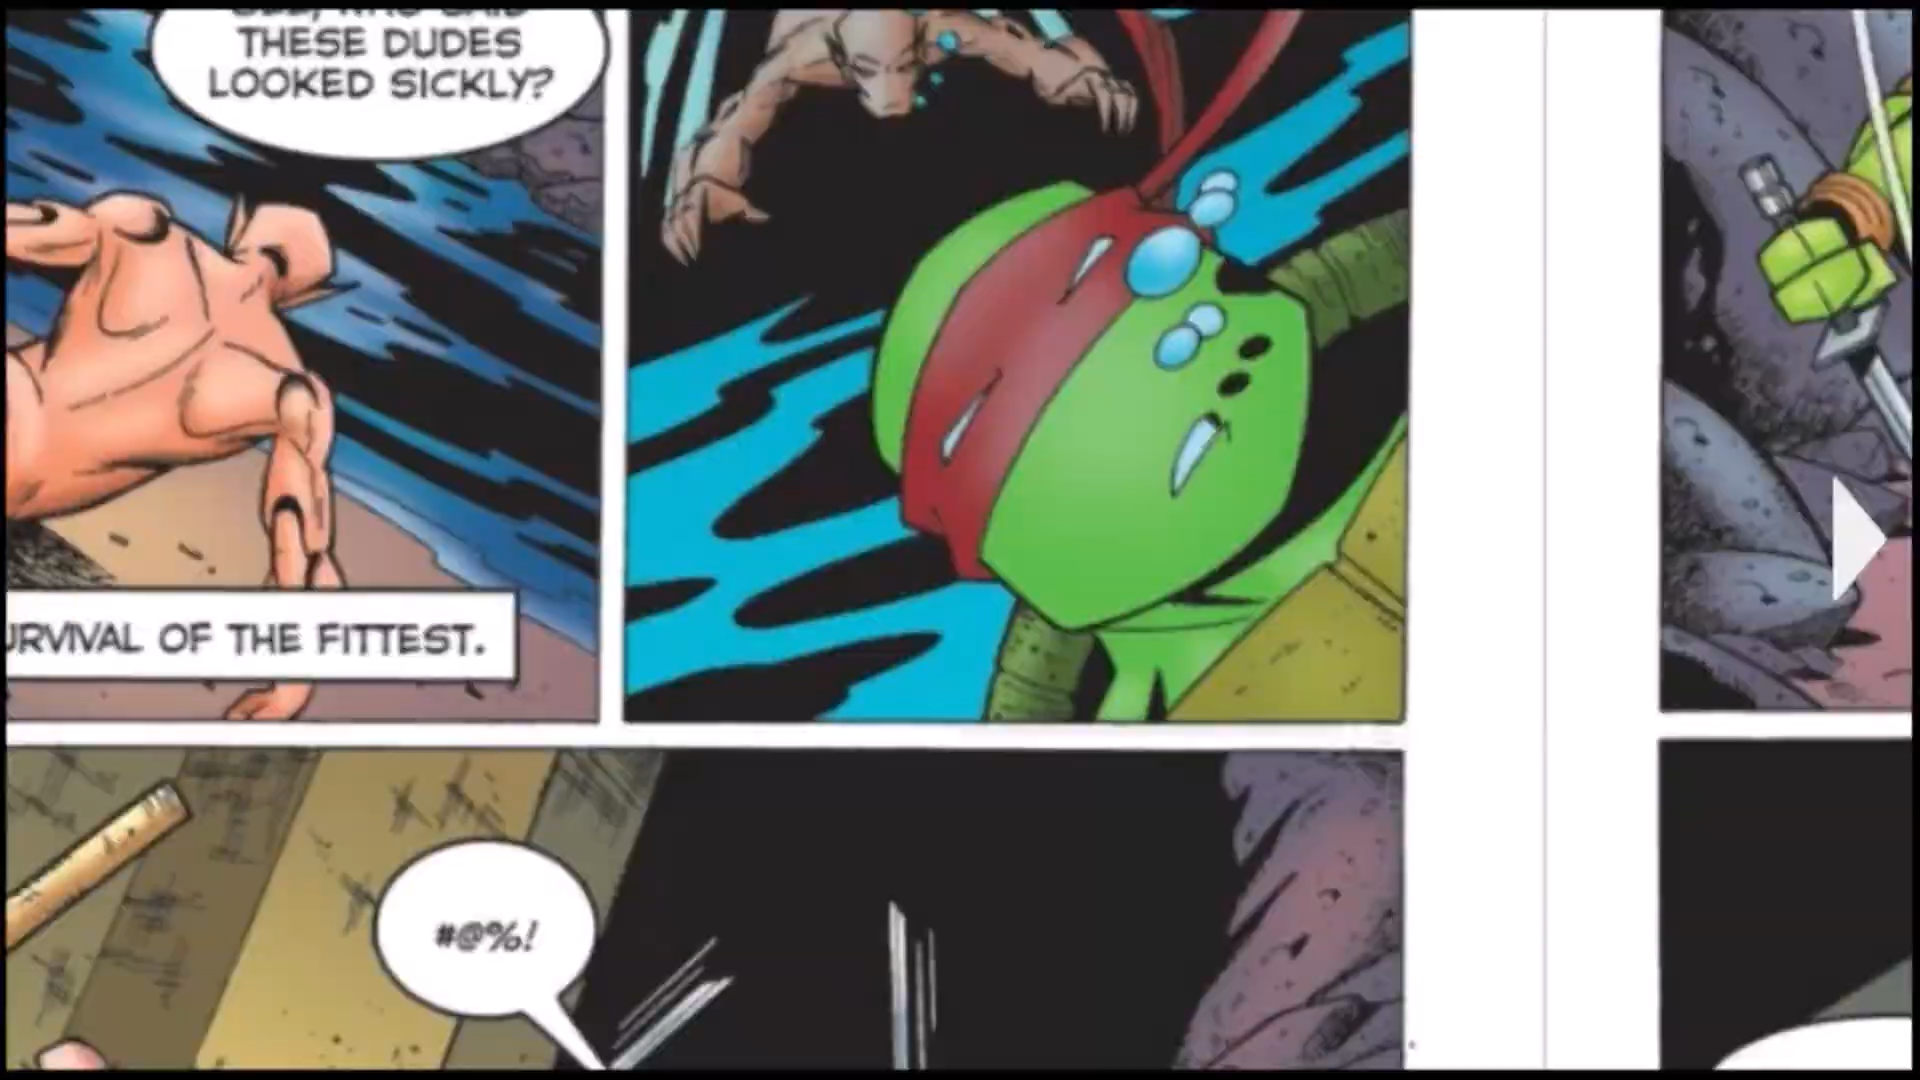 THESE DUDES
LOOKED SICKLY?
URVIVAL OF THE FITTEST.
#@%!